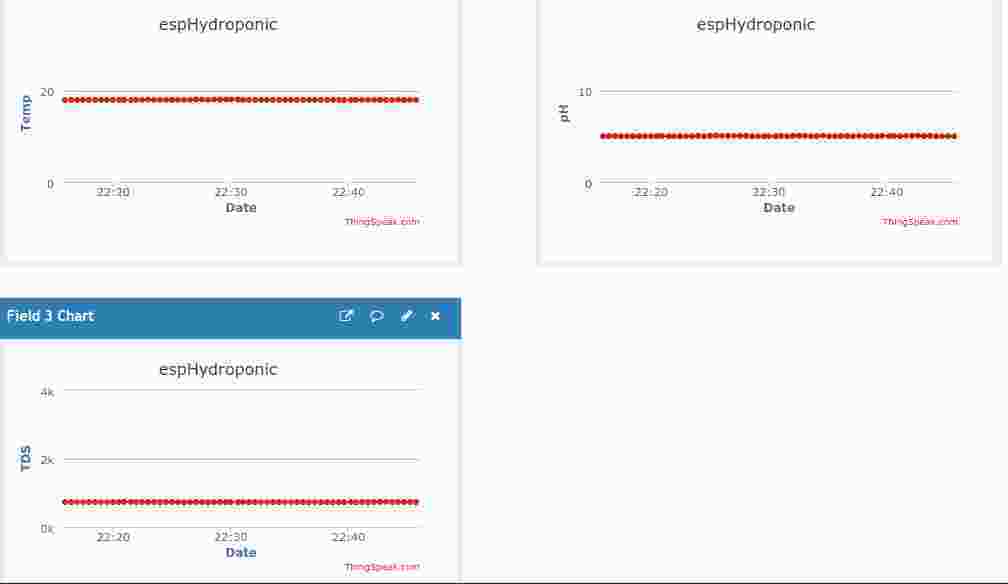 espHydroponic
20
Temp
0
22:20 22:30 22:40
Date
ThingSpeak.com
espHydroponic
10
pH
0
22:20 22:30 22:40
Date
ThingSpeak.com
Field 3 Chart
espHydroponic
4k
TDS
2k
0k
22:20 22:30 22:40
Date
ThingSpeak.com